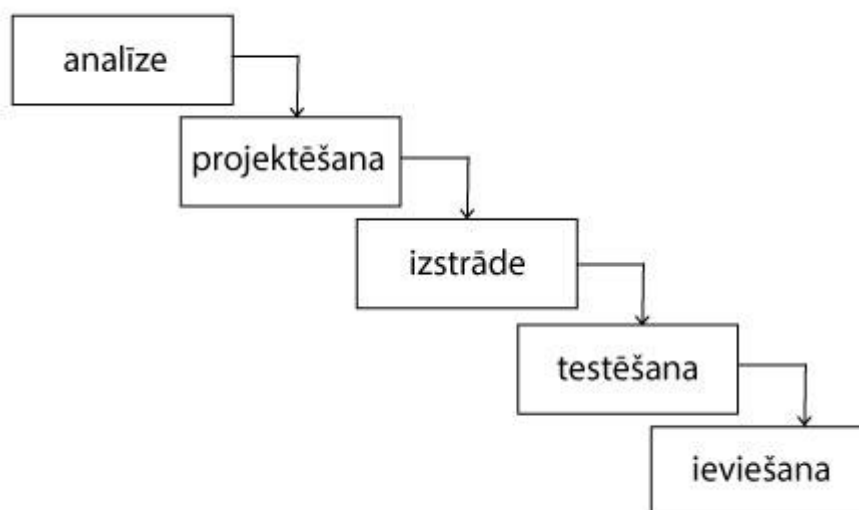 analīze
projektēšana
izstrāde
testēšana
ieviešana